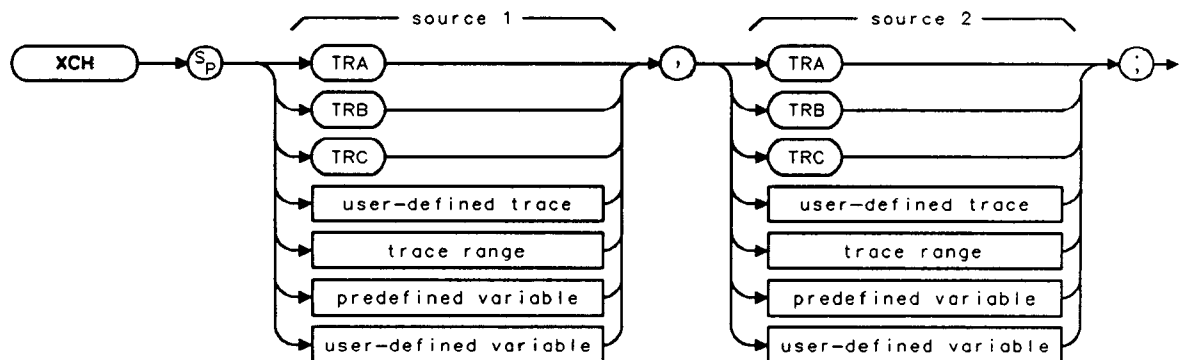 source 1 source 2
XCH SP TRA , TRA ;
TRB TRB
TRC TRC
user-defined trace user-defined trace
trace range trace range
predefined variable predefined variable
user-defined variable user-defined variable